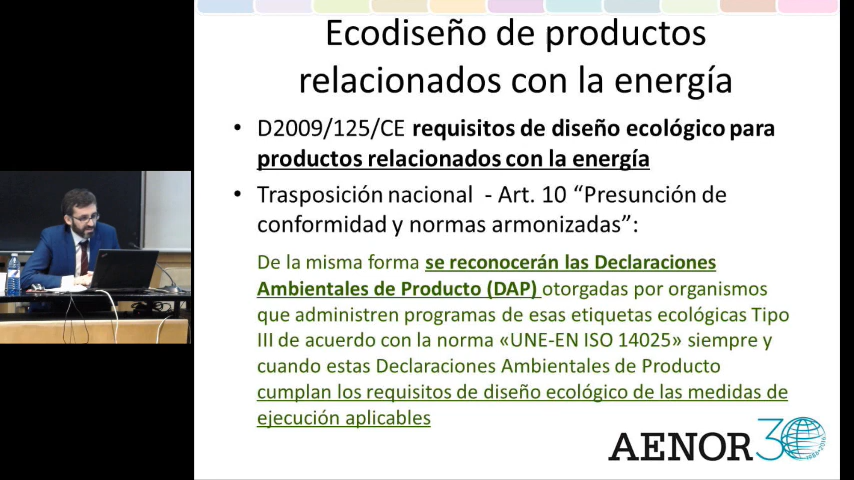 Ecodiseño de productos
relacionados con la energía
• D2009/125/CE requisitos de diseño ecológico para
productos relacionados con la energía
• Trasposición nacional - Art. 10 “Presunción de
conformidad y normas armonizadas”:
De la misma forma se reconocerán las Declaraciones
Ambientales de Producto (DAP) otorgadas por organismos
que administren programas de esas etiquetas ecológicas Tipo
III de acuerdo con la norma «UNE-EN ISO 14025» siempre y
cuando estas Declaraciones Ambientales de Producto
cumplan los requisitos de diseño ecológico de las medidas de
ejecución aplicables
AENOR 30
1986-2016